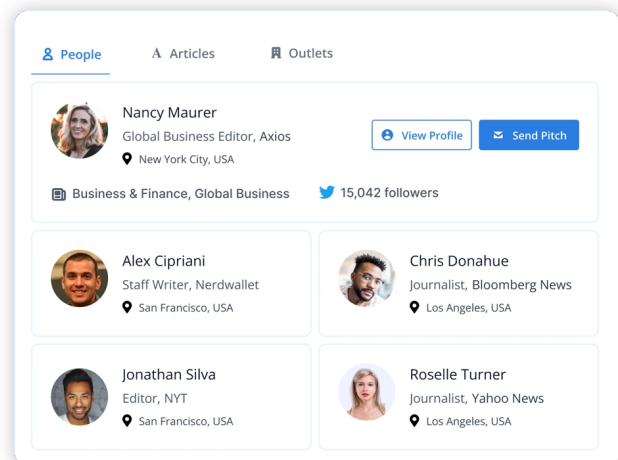 People
A Articles
Outlets
Nancy Maurer
Global Business Editor, Axios
New York City, USA
View Profile
Send Pitch
Business & Finance, Global Business
15,042 followers
Alex Cipriani
Staff Writer, Nerdwallet
San Francisco, USA
Chris Donahue
Journalist, Bloomberg News
Los Angeles, USA
Jonathan Silva
Editor, NYT
San Francisco, USA
Roselle Turner
Journalist, Yahoo News
Los Angeles, USA